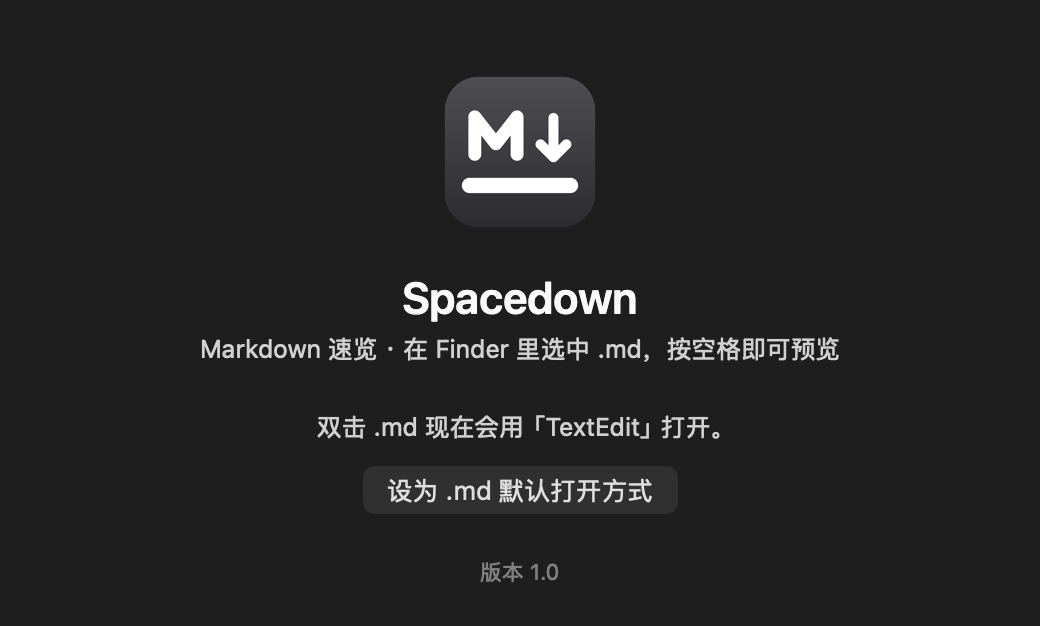 M↓
Spacedown
Markdown 速览 · 在 Finder 里选中 .md，按空格即可预览
双击 .md 现在会用「TextEdit」打开。
设为 .md 默认打开方式
版本 1.0